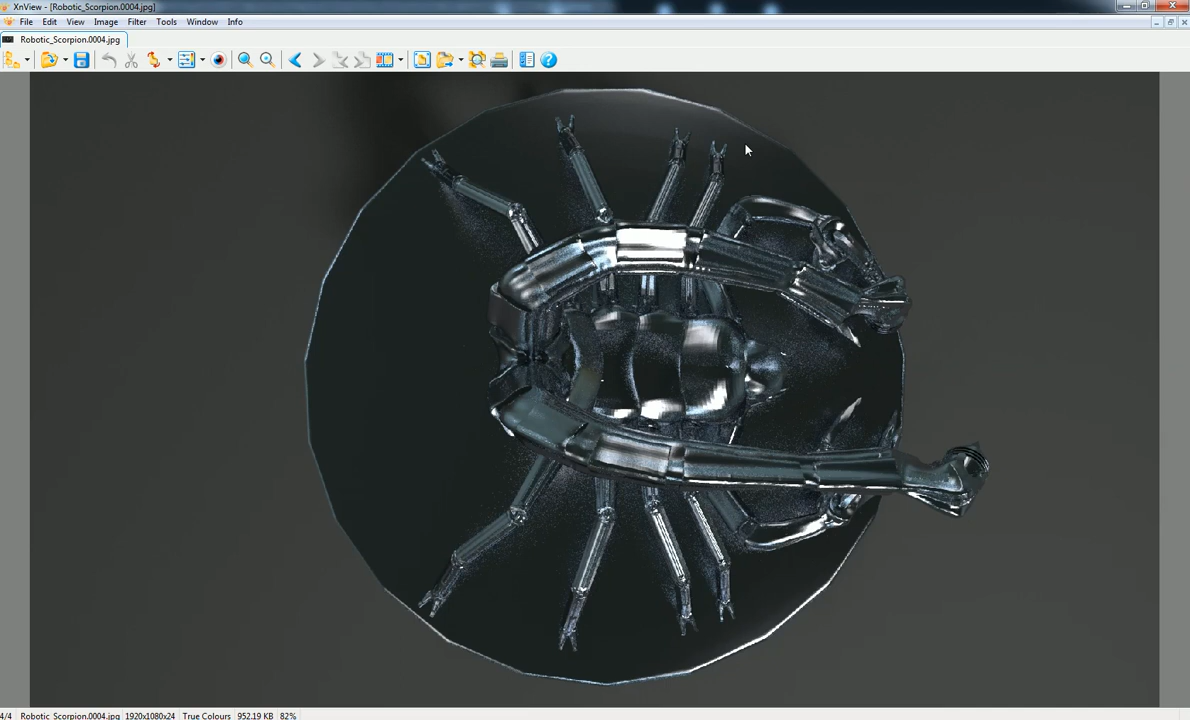 XnView - [Robotic_Scorpion.0004.jpg]
File Edit View Image Filter Tools Window Info
Robotic_Scorpion.0004.jpg
4/4 Robotic_Scorpion.0004.jpg 1920x1080x24 True Colours 952.19 KB 82%